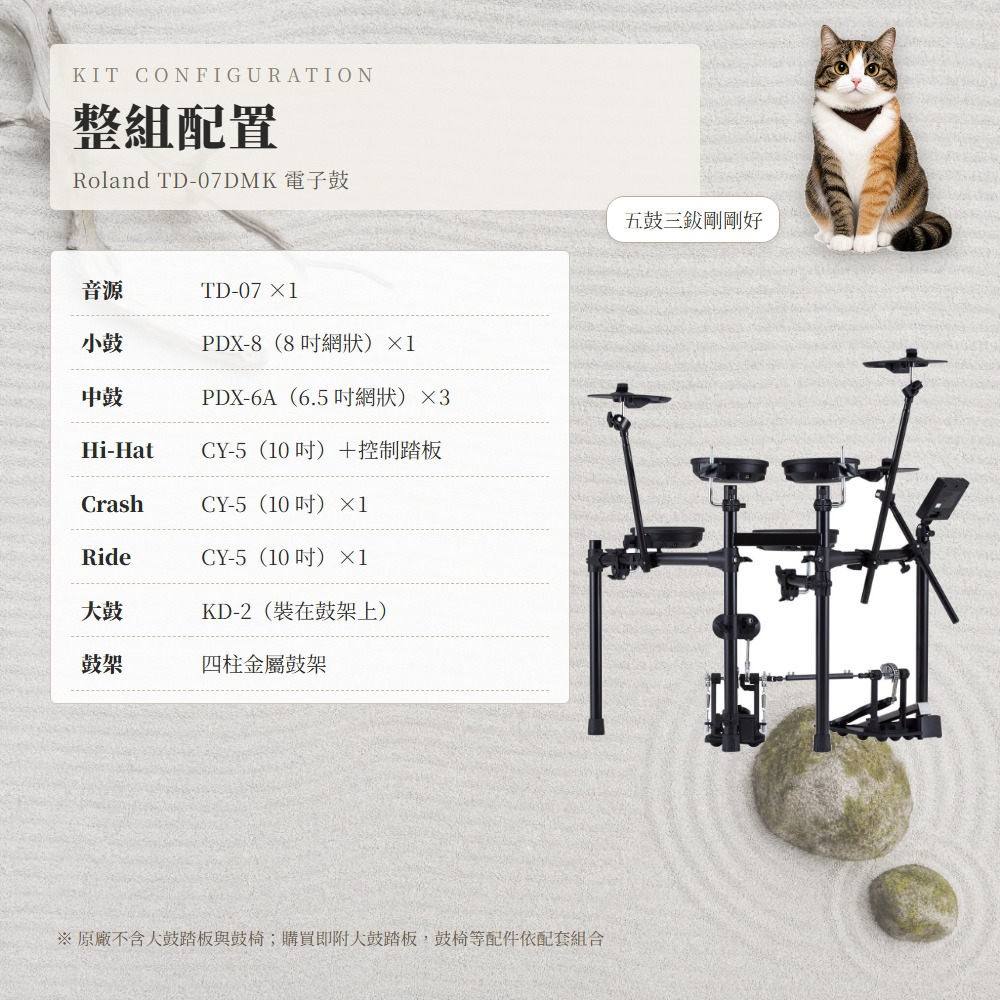 KIT CONFIGURATION
整組配置
Roland TD-07DMK 電子鼓
五鼓三鈸剛剛好
音源 TD-07 ×1
小鼓 PDX-8（8 吋網狀）×1
中鼓 PDX-6A（6.5 吋網狀）×3
Hi-Hat CY-5（10 吋）＋控制踏板
Crash CY-5（10 吋）×1
Ride CY-5（10 吋）×1
大鼓 KD-2（裝在鼓架上）
鼓架 四柱金屬鼓架
※ 原廠不含大鼓踏板與鼓椅；購買即附大鼓踏板，鼓椅等配件依配套組合